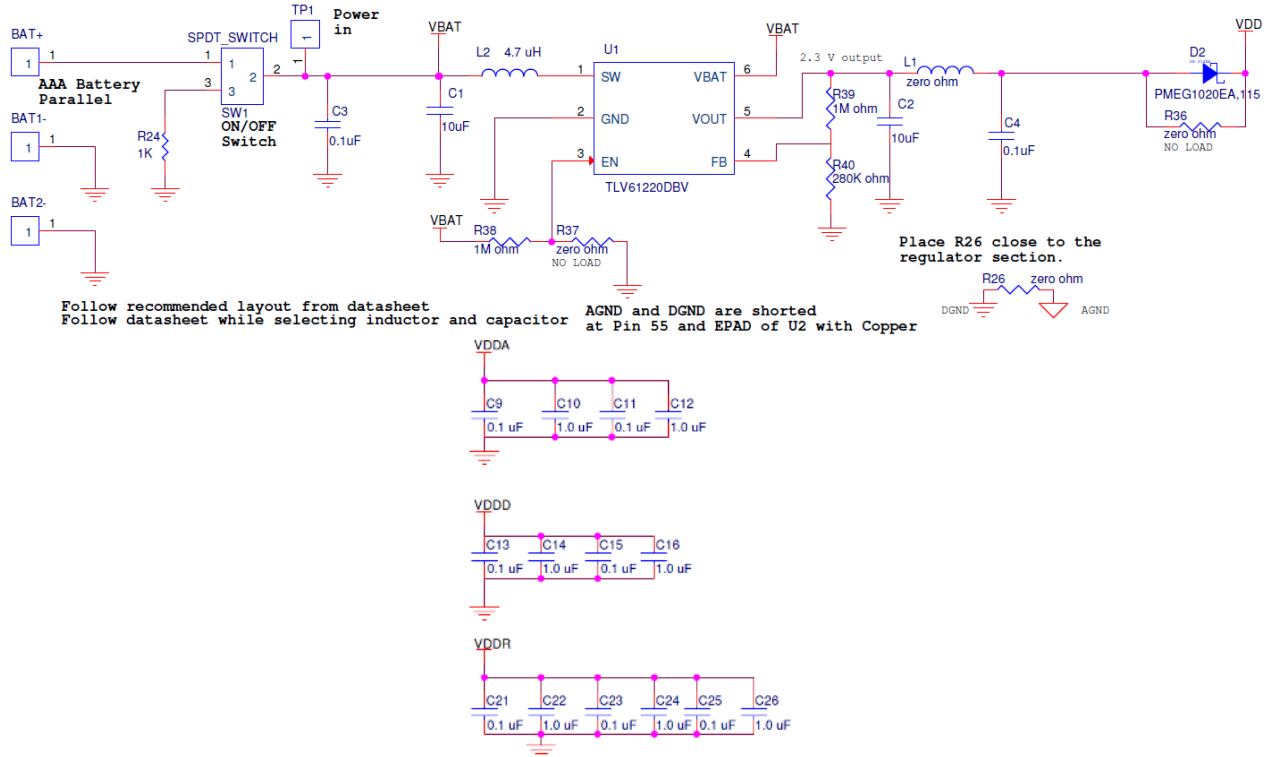 BAT+
1
1
AAA Battery
Parallel
BAT1-
1
1
BAT2-
1
1
SPDT_SWITCH
1
3
1
2
3
2
SW1
ON/OFF
Switch
R24
1K
TP1
1
1
Power
in
C3
0.1uF
VBAT
C1
10uF
L2 4.7 uH
U1
1
2
3
SW
GND
EN
VBAT
VOUT
FB
6
5
4
TLV61220DBV
VBAT
VBAT
R38
1M ohm
R37
zero ohm
NO LOAD
2.3 V output
R39
1M ohm
R40
280K ohm
C2
10uF
L1
zero ohm
C4
0.1uF
VDD
D2
PMEG1020EA,115
R36
zero ohm
NO LOAD
Place R26 close to the
regulator section.
R26 zero ohm
DGND
AGND
Follow recommended layout from datasheet
Follow datasheet while selecting inductor and capacitor
AGND and DGND are shorted
at Pin 55 and EPAD of U2 with Copper
VDDA
C9 C10 C11 C12
0.1 uF 1.0 uF 0.1 uF 1.0 uF
VDDD
C13 C14 C15 C16
0.1 uF 1.0 uF 0.1 uF 1.0 uF
VDDR
C21 C22 C23 C24 C25 C26
0.1 uF 1.0 uF 0.1 uF 1.0 uF 0.1 uF 1.0 uF